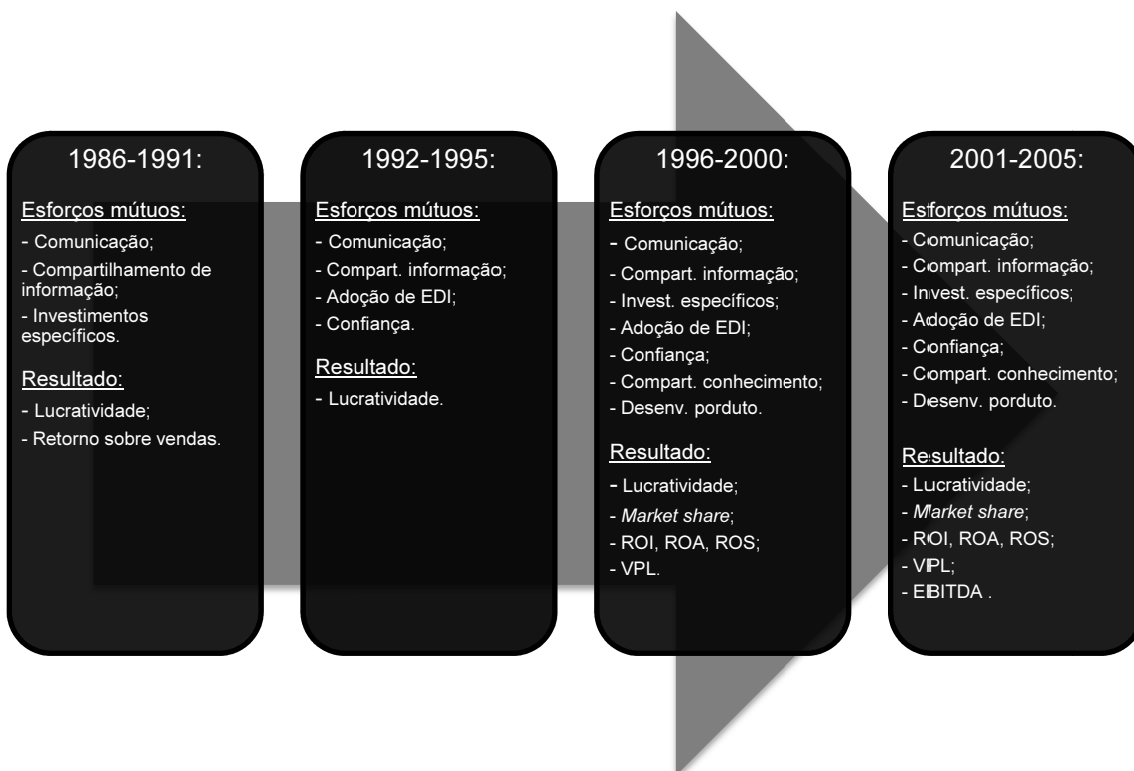 1986-1991:
Esforços mútuos:
- Comunicação;
- Compartilhamento de
informação;
- Investimentos
específicos.
Resultado:
- Lucratividade;
- Retorno sobre vendas.
1992-1995:
Esforços mútuos:
- Comunicação;
- Compart. informação;
- Adoção de EDI;
- Confiança.
Resultado:
- Lucratividade.
1996-2000:
Esforços mútuos:
- Comunicação;
- Compart. informação;
- Invest. específicos;
- Adoção de EDI;
- Confiança;
- Compart. conhecimento;
- Desenv. porduto.
Resultado:
- Lucratividade;
- Market share;
- ROI, ROA, ROS;
- VPL.
2001-2005:
Esforços mútuos:
- Comunicação;
- Compart. informação;
- Invest. específicos;
- Adoção de EDI;
- Confiança;
- Compart. conhecimento;
- Desenv. porduto.
Resultado:
- Lucratividade;
- Market share;
- ROI, ROA, ROS;
- VPL;
- EBITDA .